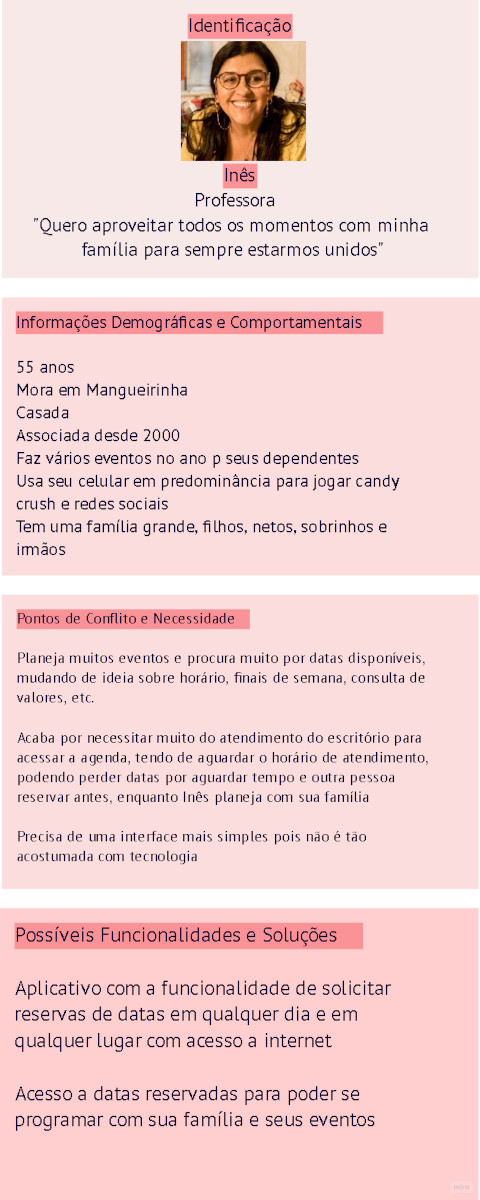 Identificação
Inês
Professora
"Quero aproveitar todos os momentos com minha
família para sempre estarmos unidos"
Informações Demográficas e Comportamentais
55 anos
Mora em Mangueirinha
Casada
Associada desde 2000
Faz vários eventos no ano p seus dependentes
Usa seu celular em predominância para jogar candy
crush e redes sociais
Tem uma família grande, filhos, netos, sobrinhos e
irmãos
Pontos de Conflito e Necessidade
Planeja muitos eventos e procura muito por datas disponíveis,
mudando de ideia sobre horário, finais de semana, consulta de
valores, etc.
Acaba por necessitar muito do atendimento do escritório para
acessar a agenda, tendo de aguardar o horário de atendimento,
podendo perder datas por aguardar tempo e outra pessoa
reservar antes, enquanto Inês planeja com sua família
Precisa de uma interface mais simples pois não é tão
acostumada com tecnologia
Possíveis Funcionalidades e Soluções
Aplicativo com a funcionalidade de solicitar
reservas de datas em qualquer dia e em
qualquer lugar com acesso a internet
Acesso a datas reservadas para poder se
programar com sua família e seus eventos
miro